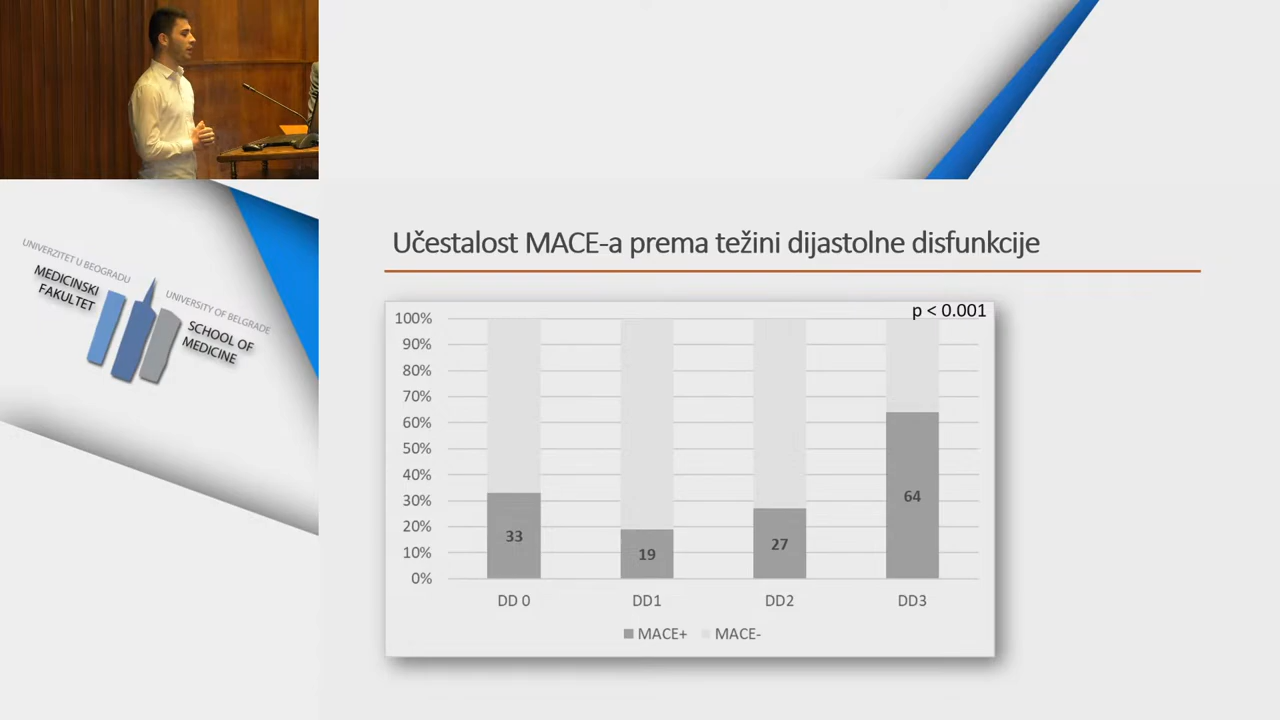 UNIVERZITET U BEOGRADU
MEDICINSKI
FAKULTET
UNIVERSITY OF BELGRADE
SCHOOL OF
MEDICINE
Učestalost MACE-a prema težini dijastolne disfunkcije
p < 0.001
100%
90%
80%
70%
60%
50%
40%
30%
20%
10%
0%
33
19
27
64
DD 0
DD1
DD2
DD3
MACE+
MACE-